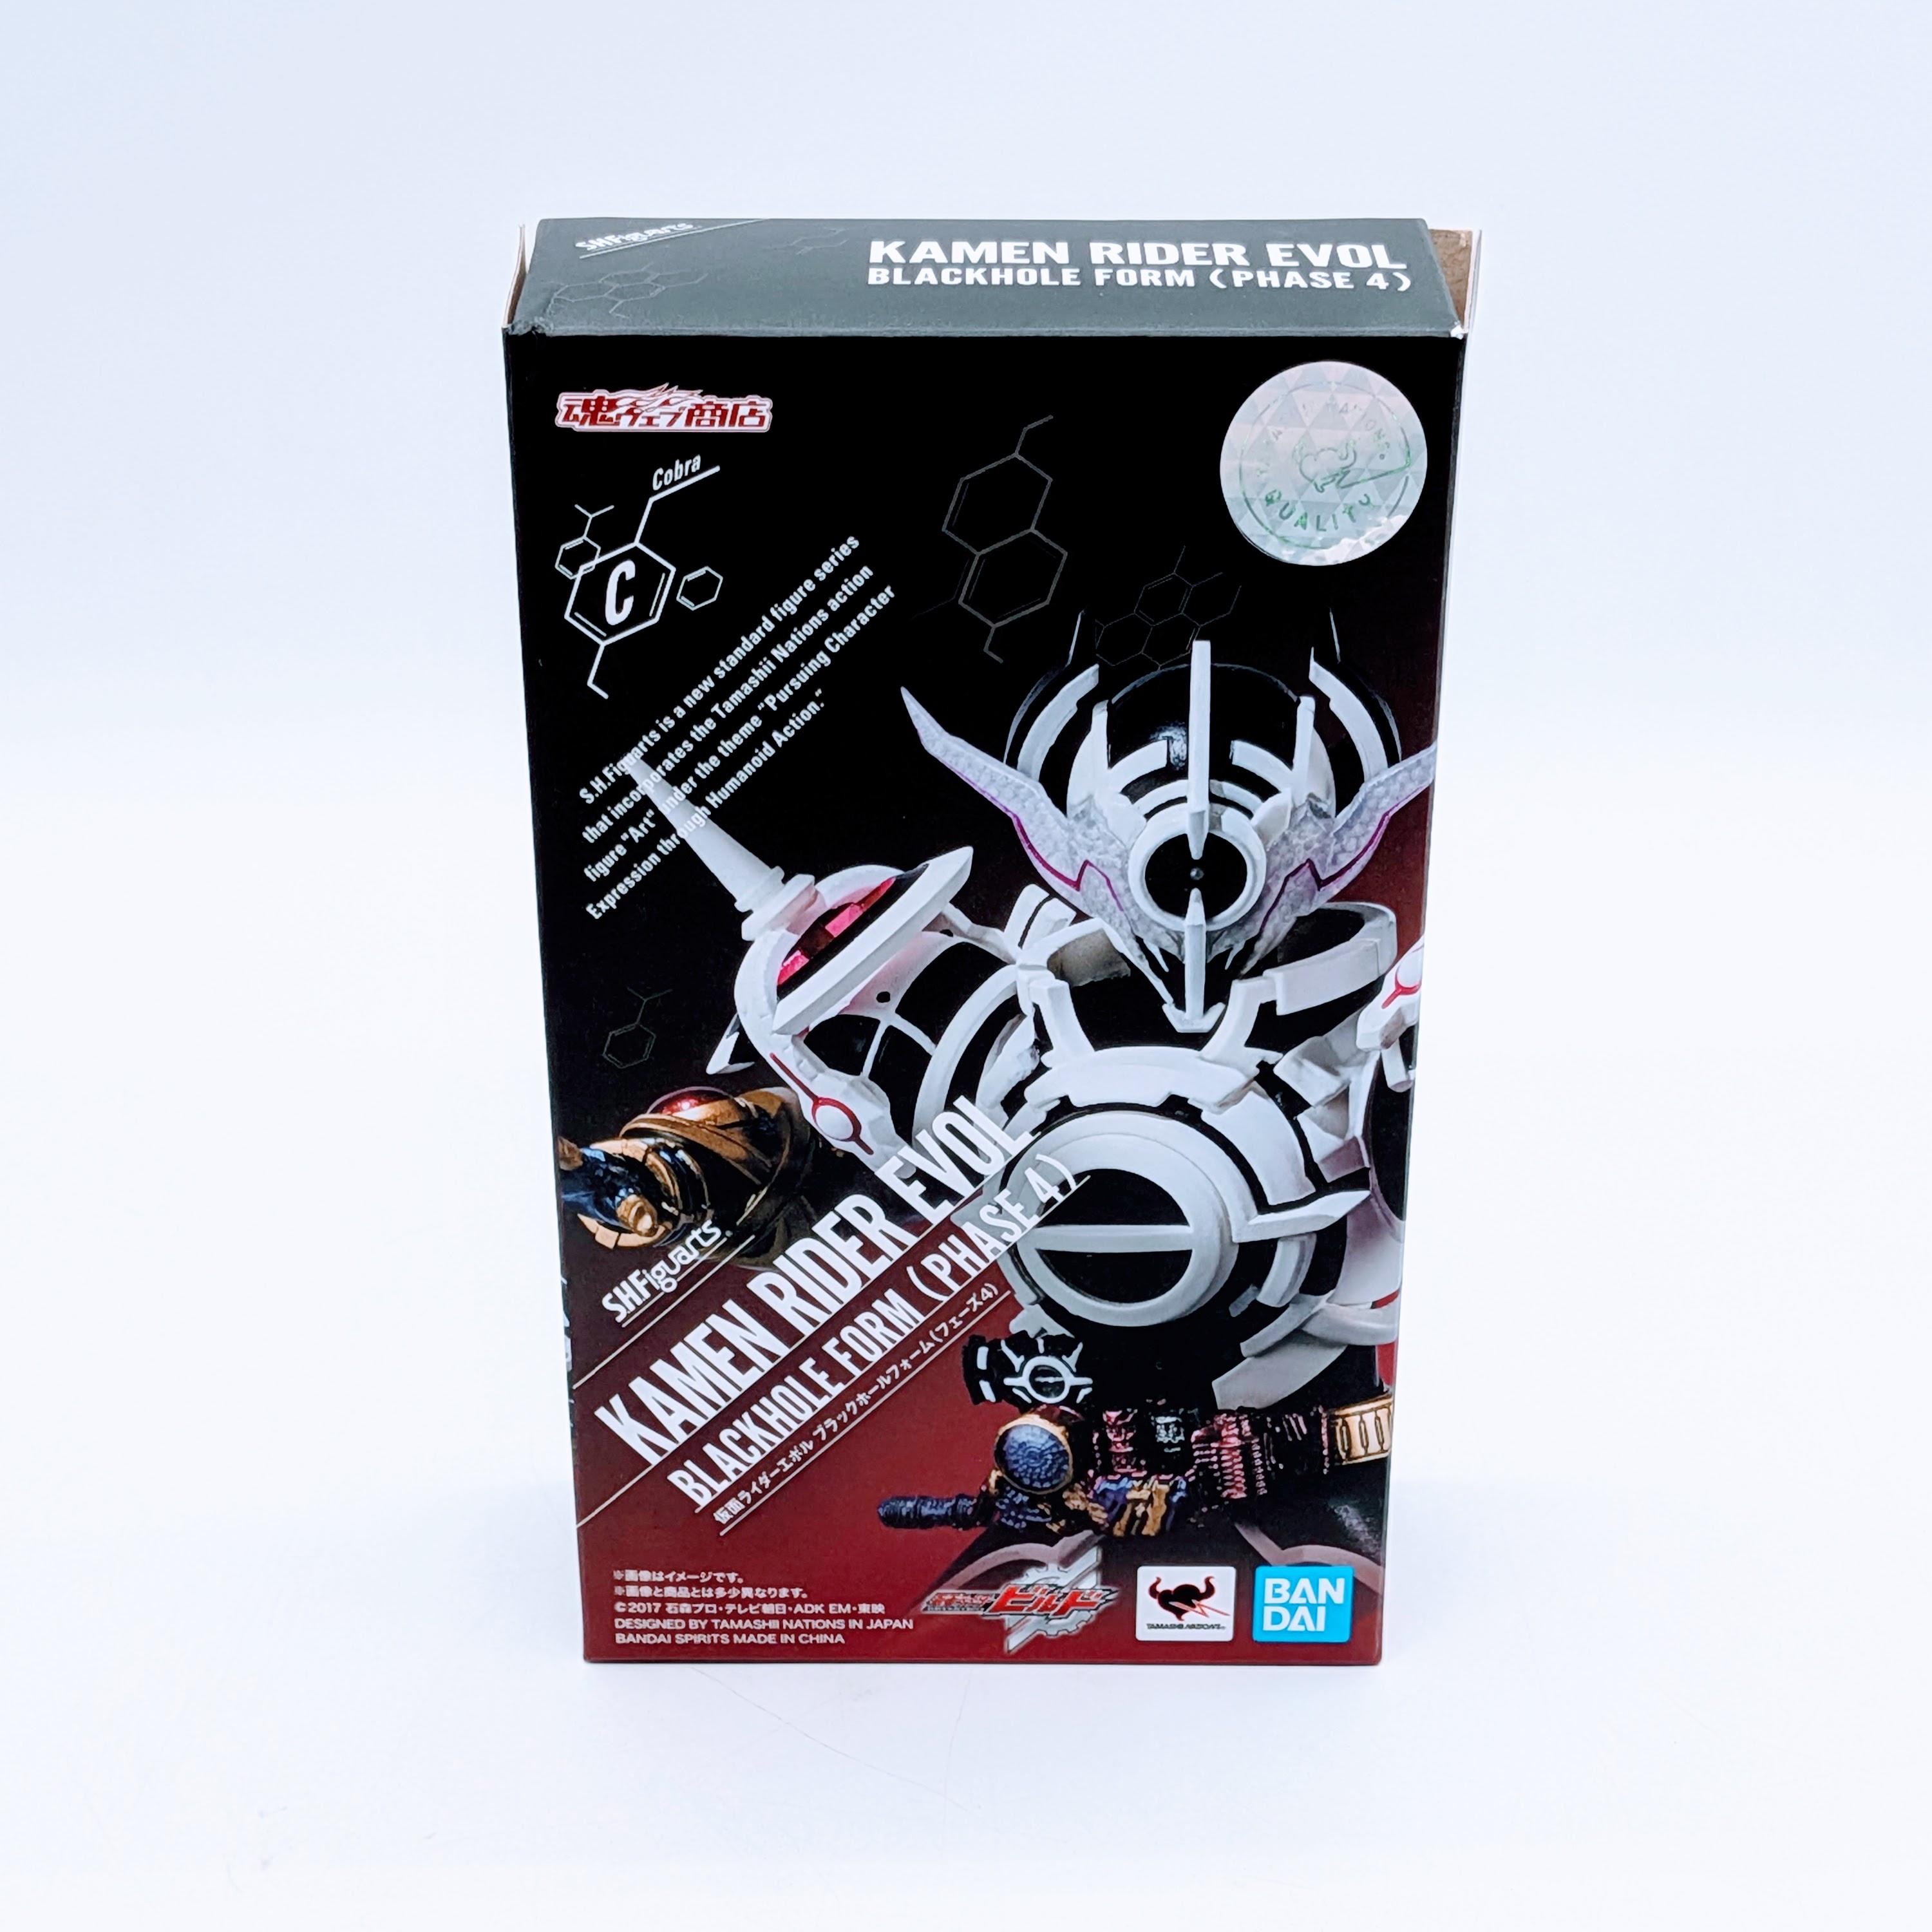 S.H.Figuarts
KAMEN RIDER EVOL
BLACKHOLE FORM (PHASE 4)
魂ウェブ商店
QUALITY
Cobra
C
S.H.Figuarts is a new standard figure series
that incorporates the Tamashii Nations action
figure "Art" under the theme "Pursuing Character
Expression through Humanoid Action."
S.H.Figuarts
KAMEN RIDER EVOL
BLACKHOLE FORM (PHASE 4)
仮面ライダーエボル ブラックホールフォーム(フェーズ4)
※画像はイメージです。
※画像と商品とは多少異なります。
©2017 石森プロ・テレビ朝日・ADK EM・東映
DESIGNED BY TAMASHII NATIONS IN JAPAN
BANDAI SPIRITS MADE IN CHINA
ビルド
TAMASHII NATIONS
BAN
DAI